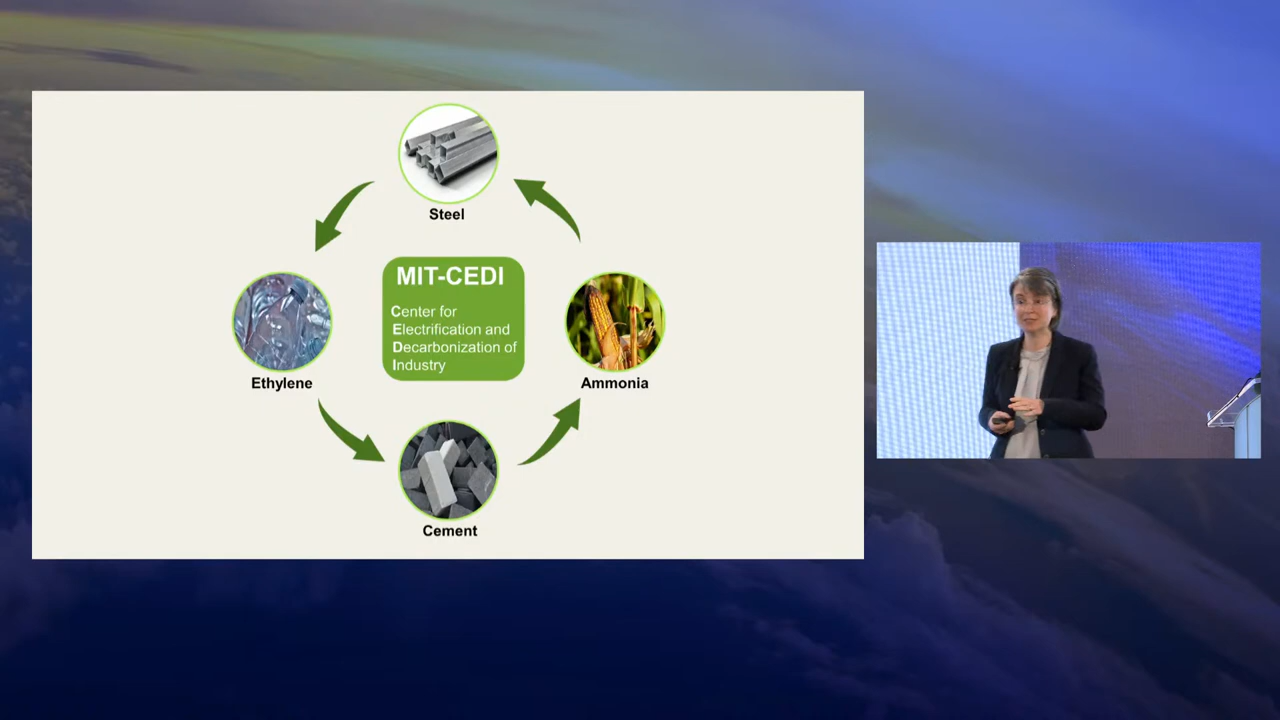 Steel
MIT-CEDI
Center for
Electrification and
Decarbonization of
Industry
Ethylene
Ammonia
Cement